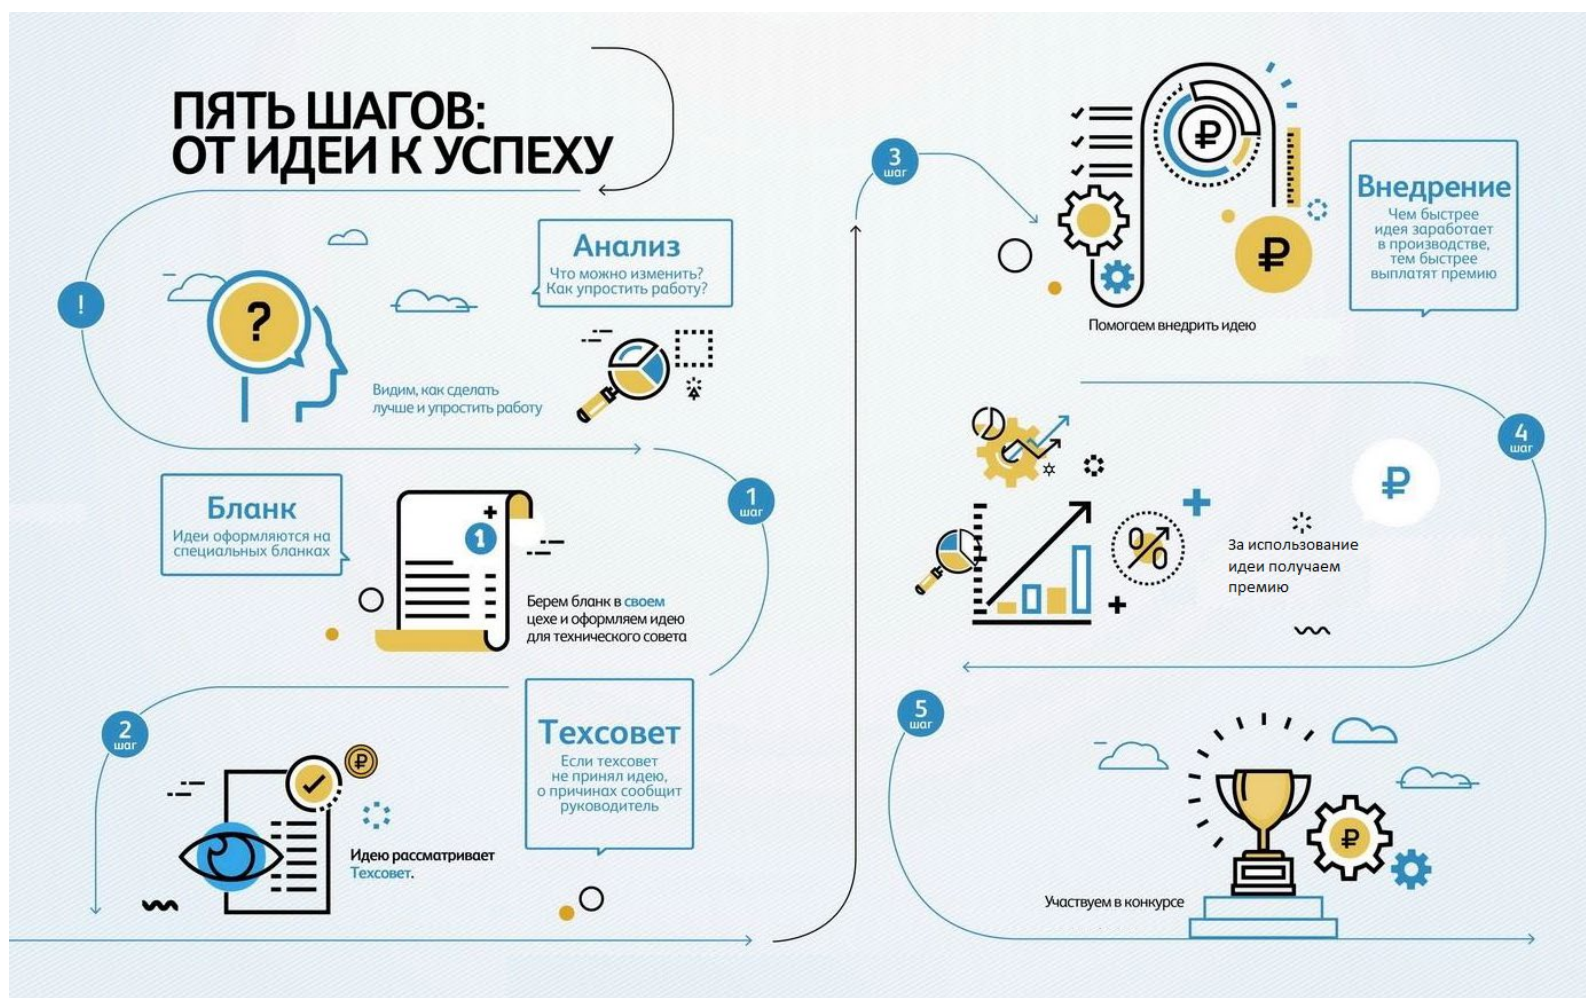 ПЯТЬ ШАГОВ:
ОТ ИДЕИ К УСПЕХУ
!
?
Анализ
Что можно изменить?
Как упростить работу?
Видим, как сделать
лучше и упростить работу
1
шаг
Бланк
Идеи оформляются на
специальных бланках
1
Берем бланк в своем
цехе и оформляем идею
для технического совета
2
шаг
Техсовет
Если техсовет
не принял идею,
о причинах сообщит
руководитель
₽
Идею рассматривает
Техсовет.
3
шаг
₽
₽
Внедрение
Чем быстрее
идея заработает
в производстве,
тем быстрее
выплатят премию
Помогаем внедрить идею
4
шаг
₽
%
За использование
идеи получаем
премию
5
шаг
₽
Участвуем в конкурсе